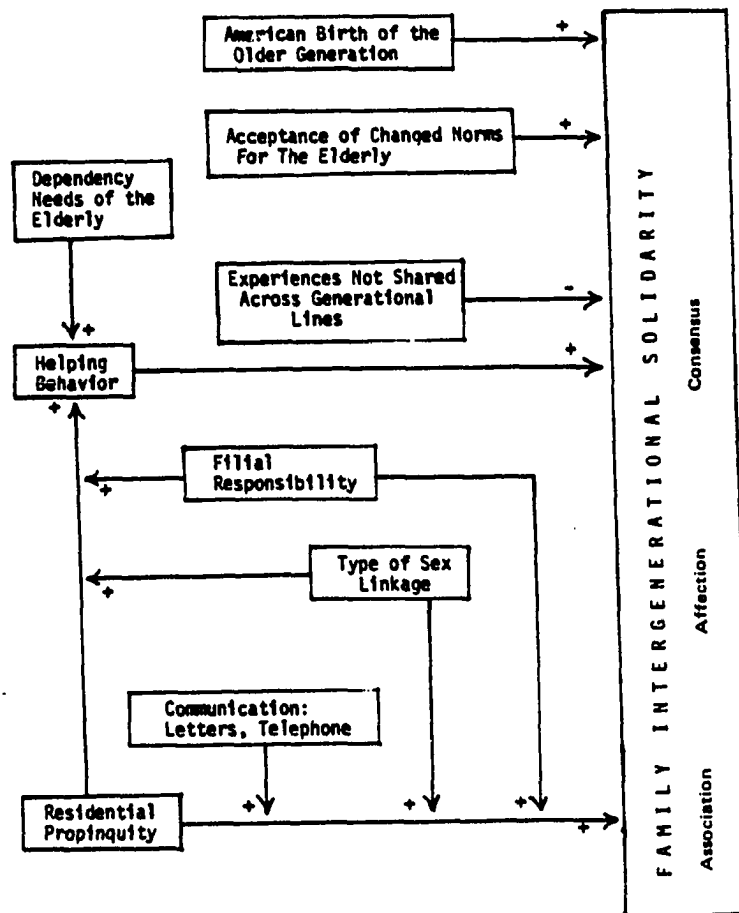 American Birth of the
Older Generation
+
Acceptance of Changed Norms
For The Elderly
+
Dependency
Needs of the
Elderly
+
Experiences Not Shared
Across Generational
Lines
-
Helping
Behavior
+
+
Filial
Responsibility
+
Type of Sex
Linkage
+
Communication:
Letters, Telephone
+
+
+
Residential
Propinquity
+
FAMILY INTERGENERATIONAL SOLIDARITY
Consensus
Affection
Association